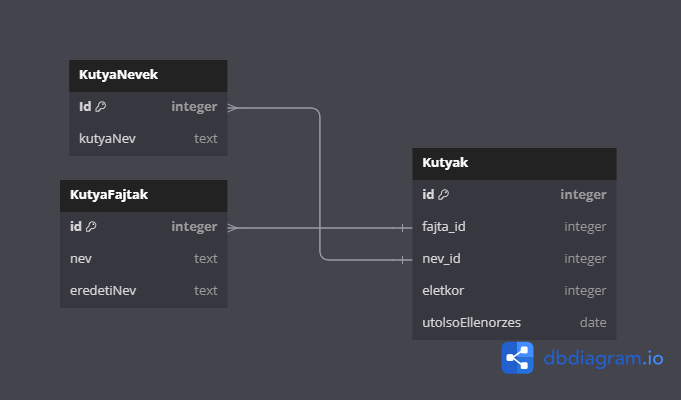 KutyaNevek
Id integer
kutyaNev text
KutyaFajtak
id integer
nev text
eredetiNev text
Kutyak
id integer
fajta_id integer
nev_id integer
eletkor integer
utolsoEllenorzes date
dbdiagram.io